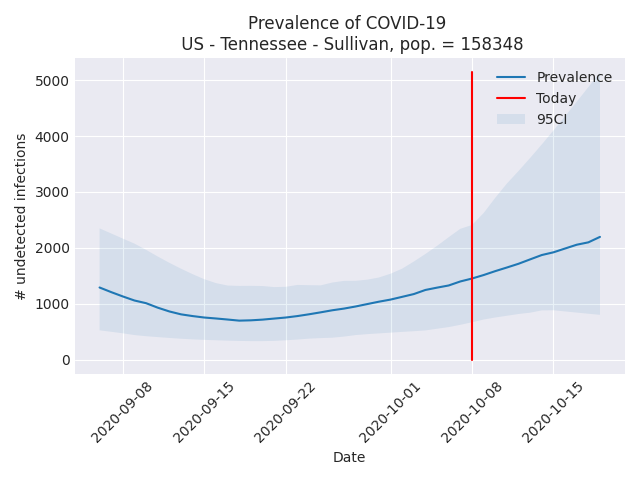 Prevalence of COVID-19
US - Tennessee - Sullivan, pop. = 158348
Prevalence
Today
95CI
# undetected infections
5000
4000
3000
2000
1000
0
2020-09-08
2020-09-15
2020-09-22
2020-10-01
2020-10-08
2020-10-15
Date